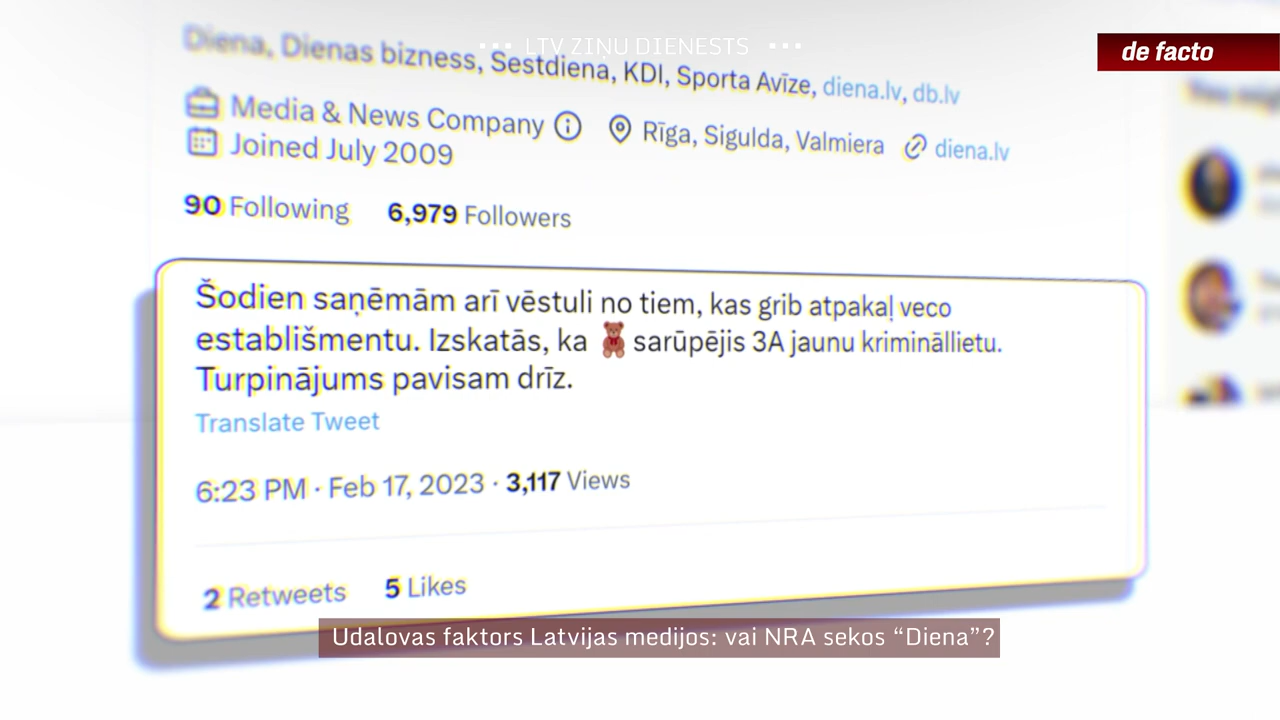 LTV ZIŅU DIENESTS
de facto
Diena, Dienas bizness, Sestdiena, KDI, Sporta Avīze, diena.lv, db.lv
Media & News Company Rīga, Sigulda, Valmiera diena.lv
Joined July 2009
90 Following 6,979 Followers
Šodien saņēmām arī vēstuli no tiem, kas grib atpakaļ veco
establišmentu. Izskatās, ka 🧸 sarūpējis 3A jaunu krimināllietu.
Turpinājums pavisam drīz.
Translate Tweet
6:23 PM · Feb 17, 2023 · 3,117 Views
2 Retweets 5 Likes
Udalovas faktors Latvijas medijos: vai NRA sekos “Diena”?